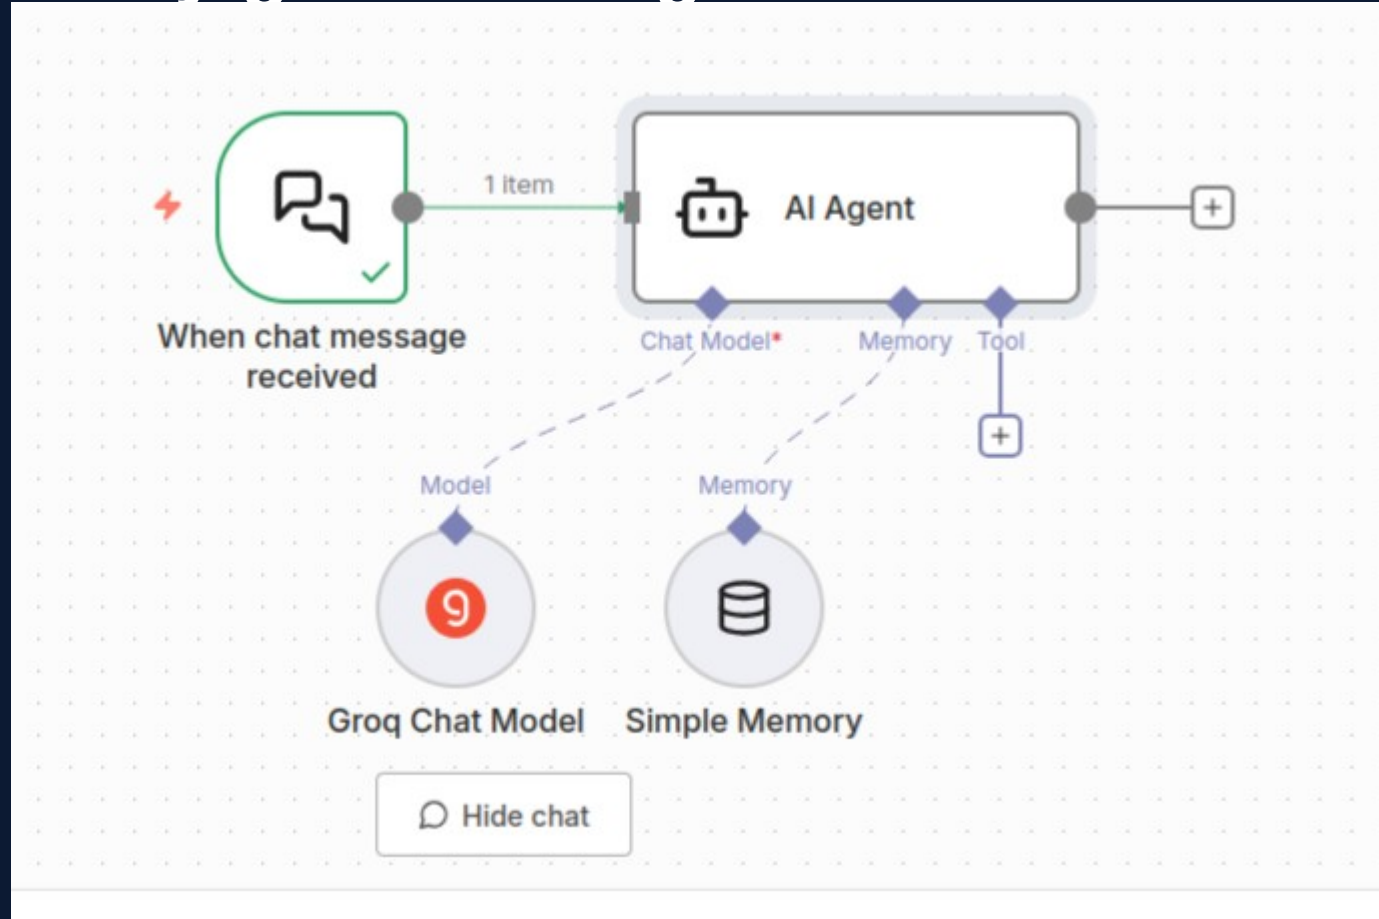 1 item
AI Agent
When chat message
received
Chat Model*
Memory
Tool
Model
Memory
Groq Chat Model
Simple Memory
Hide chat